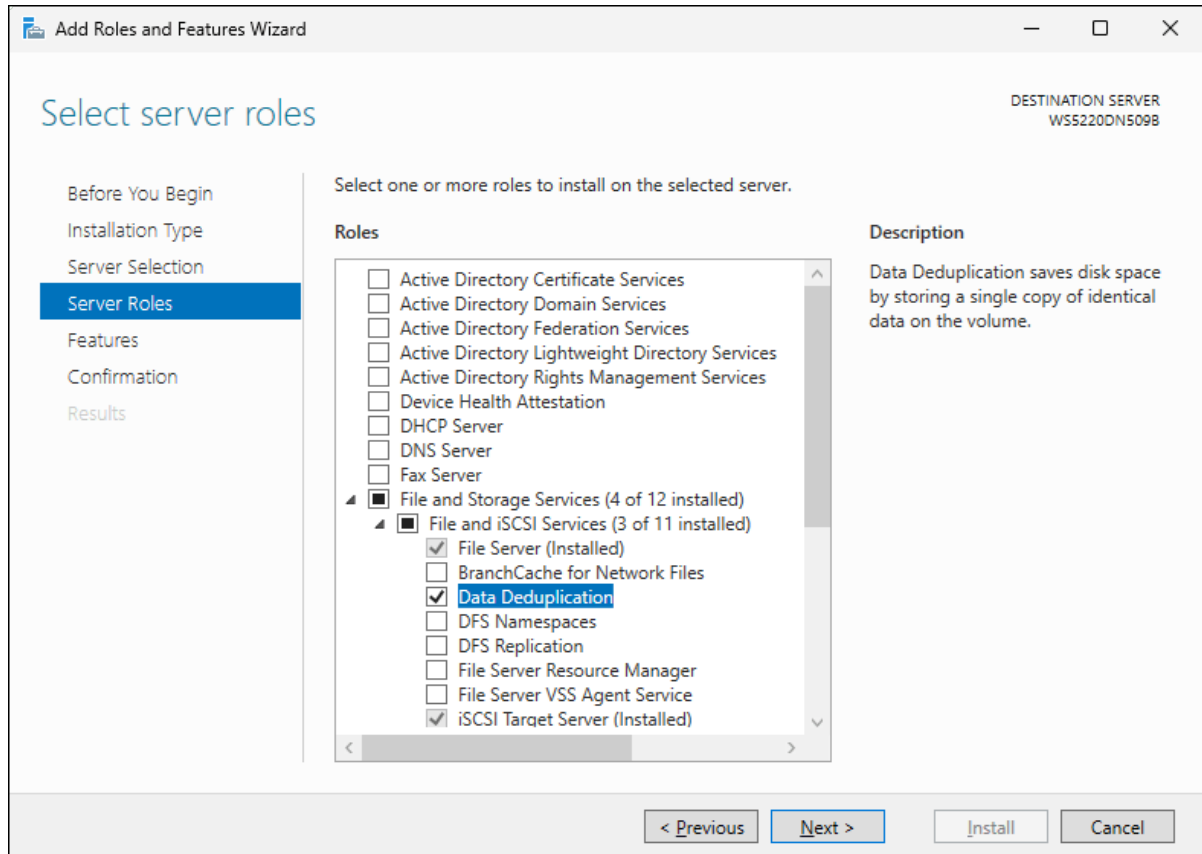 Add Roles and Features Wizard
Select server roles
DESTINATION SERVER
WS5220DN509B
Before You Begin
Installation Type
Server Selection
Server Roles
Features
Confirmation
Results
Select one or more roles to install on the selected server.
Roles
Active Directory Certificate Services
Active Directory Domain Services
Active Directory Federation Services
Active Directory Lightweight Directory Services
Active Directory Rights Management Services
Device Health Attestation
DHCP Server
DNS Server
Fax Server
File and Storage Services (4 of 12 installed)
File and iSCSI Services (3 of 11 installed)
File Server (Installed)
BranchCache for Network Files
Data Deduplication
DFS Namespaces
DFS Replication
File Server Resource Manager
File Server VSS Agent Service
iSCSI Target Server (Installed)
Description
Data Deduplication saves disk space
by storing a single copy of identical
data on the volume.
< Previous
Next >
Install
Cancel